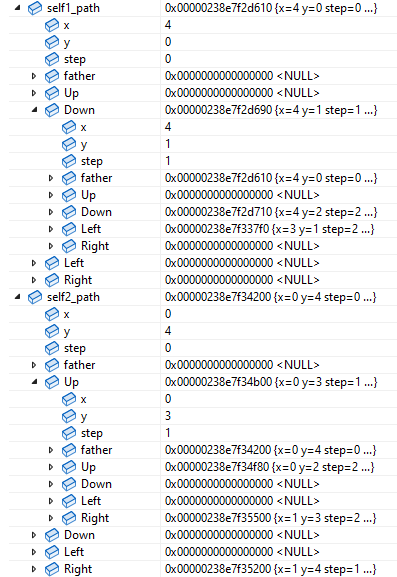 self1_path 0x00000238e7f2d610 {x=4 y=0 step=0 ...}
x 4
y 0
step 0
father 0x0000000000000000 <NULL>
Up 0x0000000000000000 <NULL>
Down 0x00000238e7f2d690 {x=4 y=1 step=1 ...}
x 4
y 1
step 1
father 0x00000238e7f2d610 {x=4 y=0 step=0 ...}
Up 0x0000000000000000 <NULL>
Down 0x00000238e7f2d710 {x=4 y=2 step=2 ...}
Left 0x00000238e7f337f0 {x=3 y=1 step=2 ...}
Right 0x0000000000000000 <NULL>
Left 0x0000000000000000 <NULL>
Right 0x0000000000000000 <NULL>
self2_path 0x00000238e7f34200 {x=0 y=4 step=0 ...}
x 0
y 4
step 0
father 0x0000000000000000 <NULL>
Up 0x00000238e7f34b00 {x=0 y=3 step=1 ...}
x 0
y 3
step 1
father 0x00000238e7f34200 {x=0 y=4 step=0 ...}
Up 0x00000238e7f34f80 {x=0 y=2 step=2 ...}
Down 0x0000000000000000 <NULL>
Left 0x0000000000000000 <NULL>
Right 0x00000238e7f35500 {x=1 y=3 step=2 ...}
Down 0x0000000000000000 <NULL>
Left 0x0000000000000000 <NULL>
Right 0x00000238e7f35200 {x=1 y=4 step=1 ...}